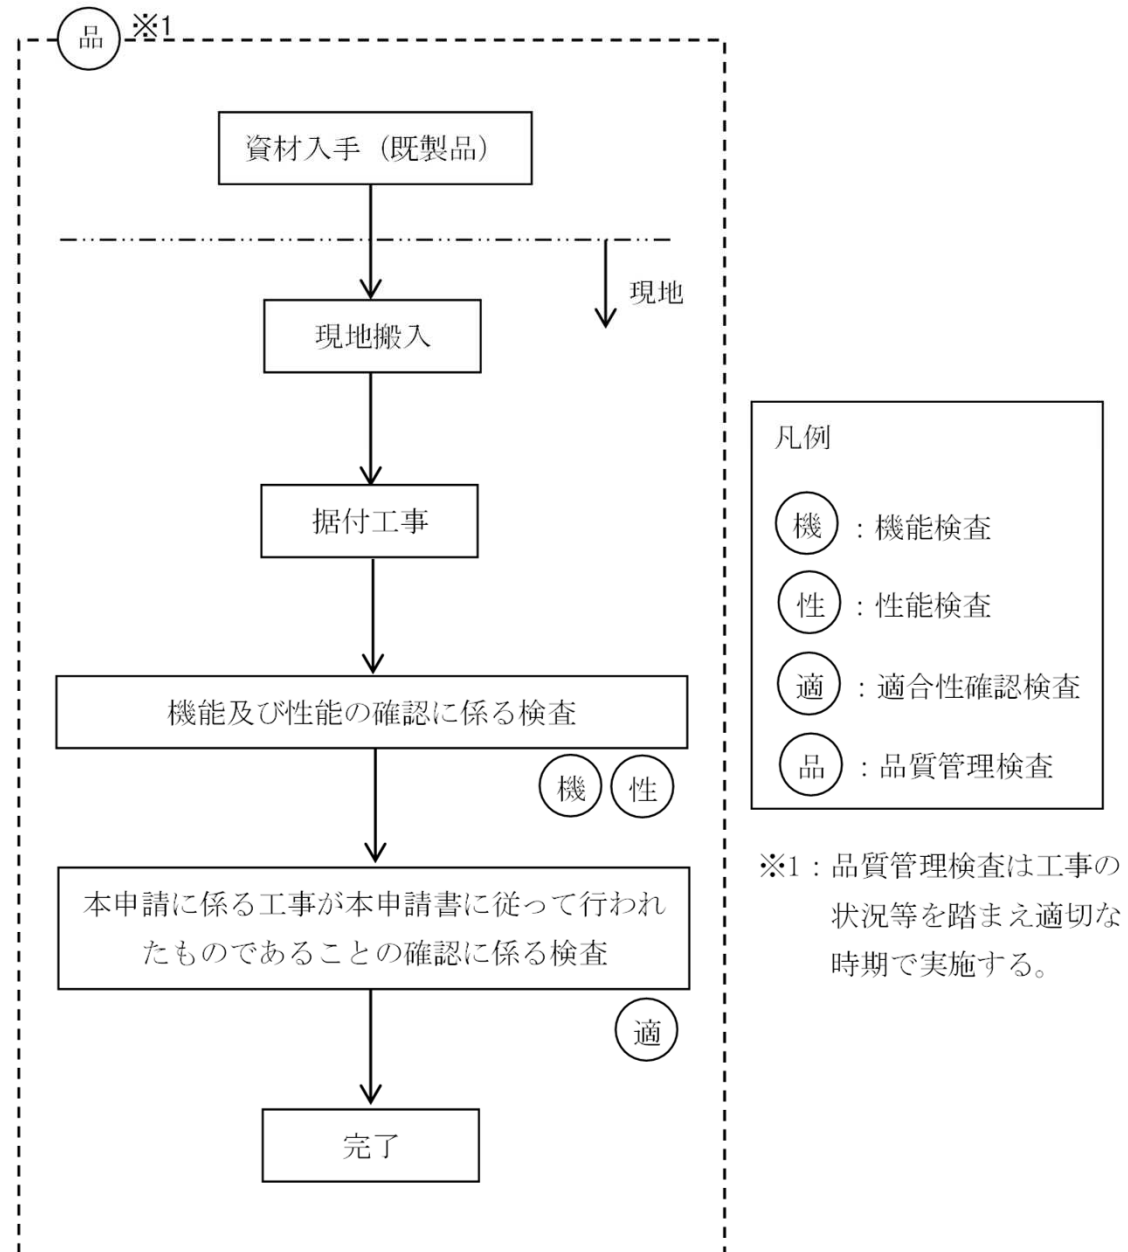 品 ※1
資材入手（既製品）
現地
現地搬入
据付工事
機能及び性能の確認に係る検査
機 性
本申請に係る工事が本申請書に従って行われ
たものであることの確認に係る検査
適
完了
凡例
機：機能検査
性：性能検査
適：適合性確認検査
品：品質管理検査
※1：品質管理検査は工事の
状況等を踏まえ適切な
時期で実施する。